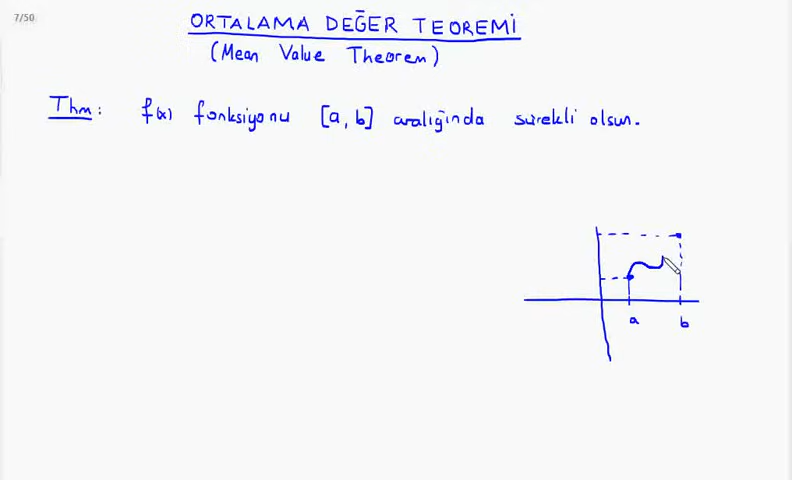 7/50
ORTALAMA DEĞER TEOREMİ
(Mean Value Theorem)
Thm: f(x) fonksiyonu [a, b] aralığında sürekli olsun.
a b